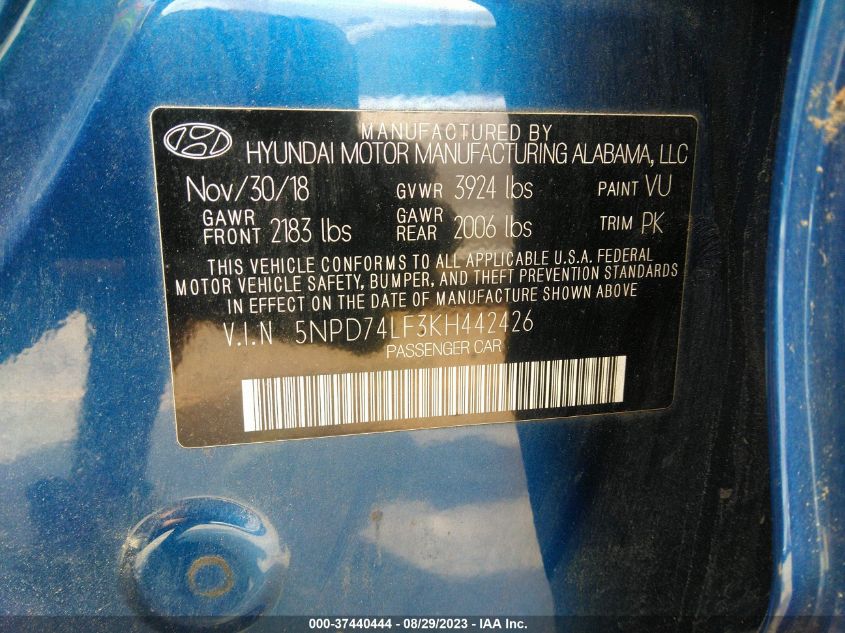 MANUFACTURED BY
HYUNDAI MOTOR MANUFACTURING ALABAMA, LLC
Nov/30/18 GVWR 3924 lbs PAINT VU
GAWR FRONT 2183 lbs GAWR REAR 2006 lbs TRIM PK
THIS VEHICLE CONFORMS TO ALL APPLICABLE U.S.A. FEDERAL
MOTOR VEHICLE SAFETY, BUMPER, AND THEFT PREVENTION STANDARDS
IN EFFECT ON THE DATE OF MANUFACTURE SHOWN ABOVE
V.I.N 5NPD74LF3KH442426
PASSENGER CAR
000-37440444 - 08/29/2023 - IAA Inc.